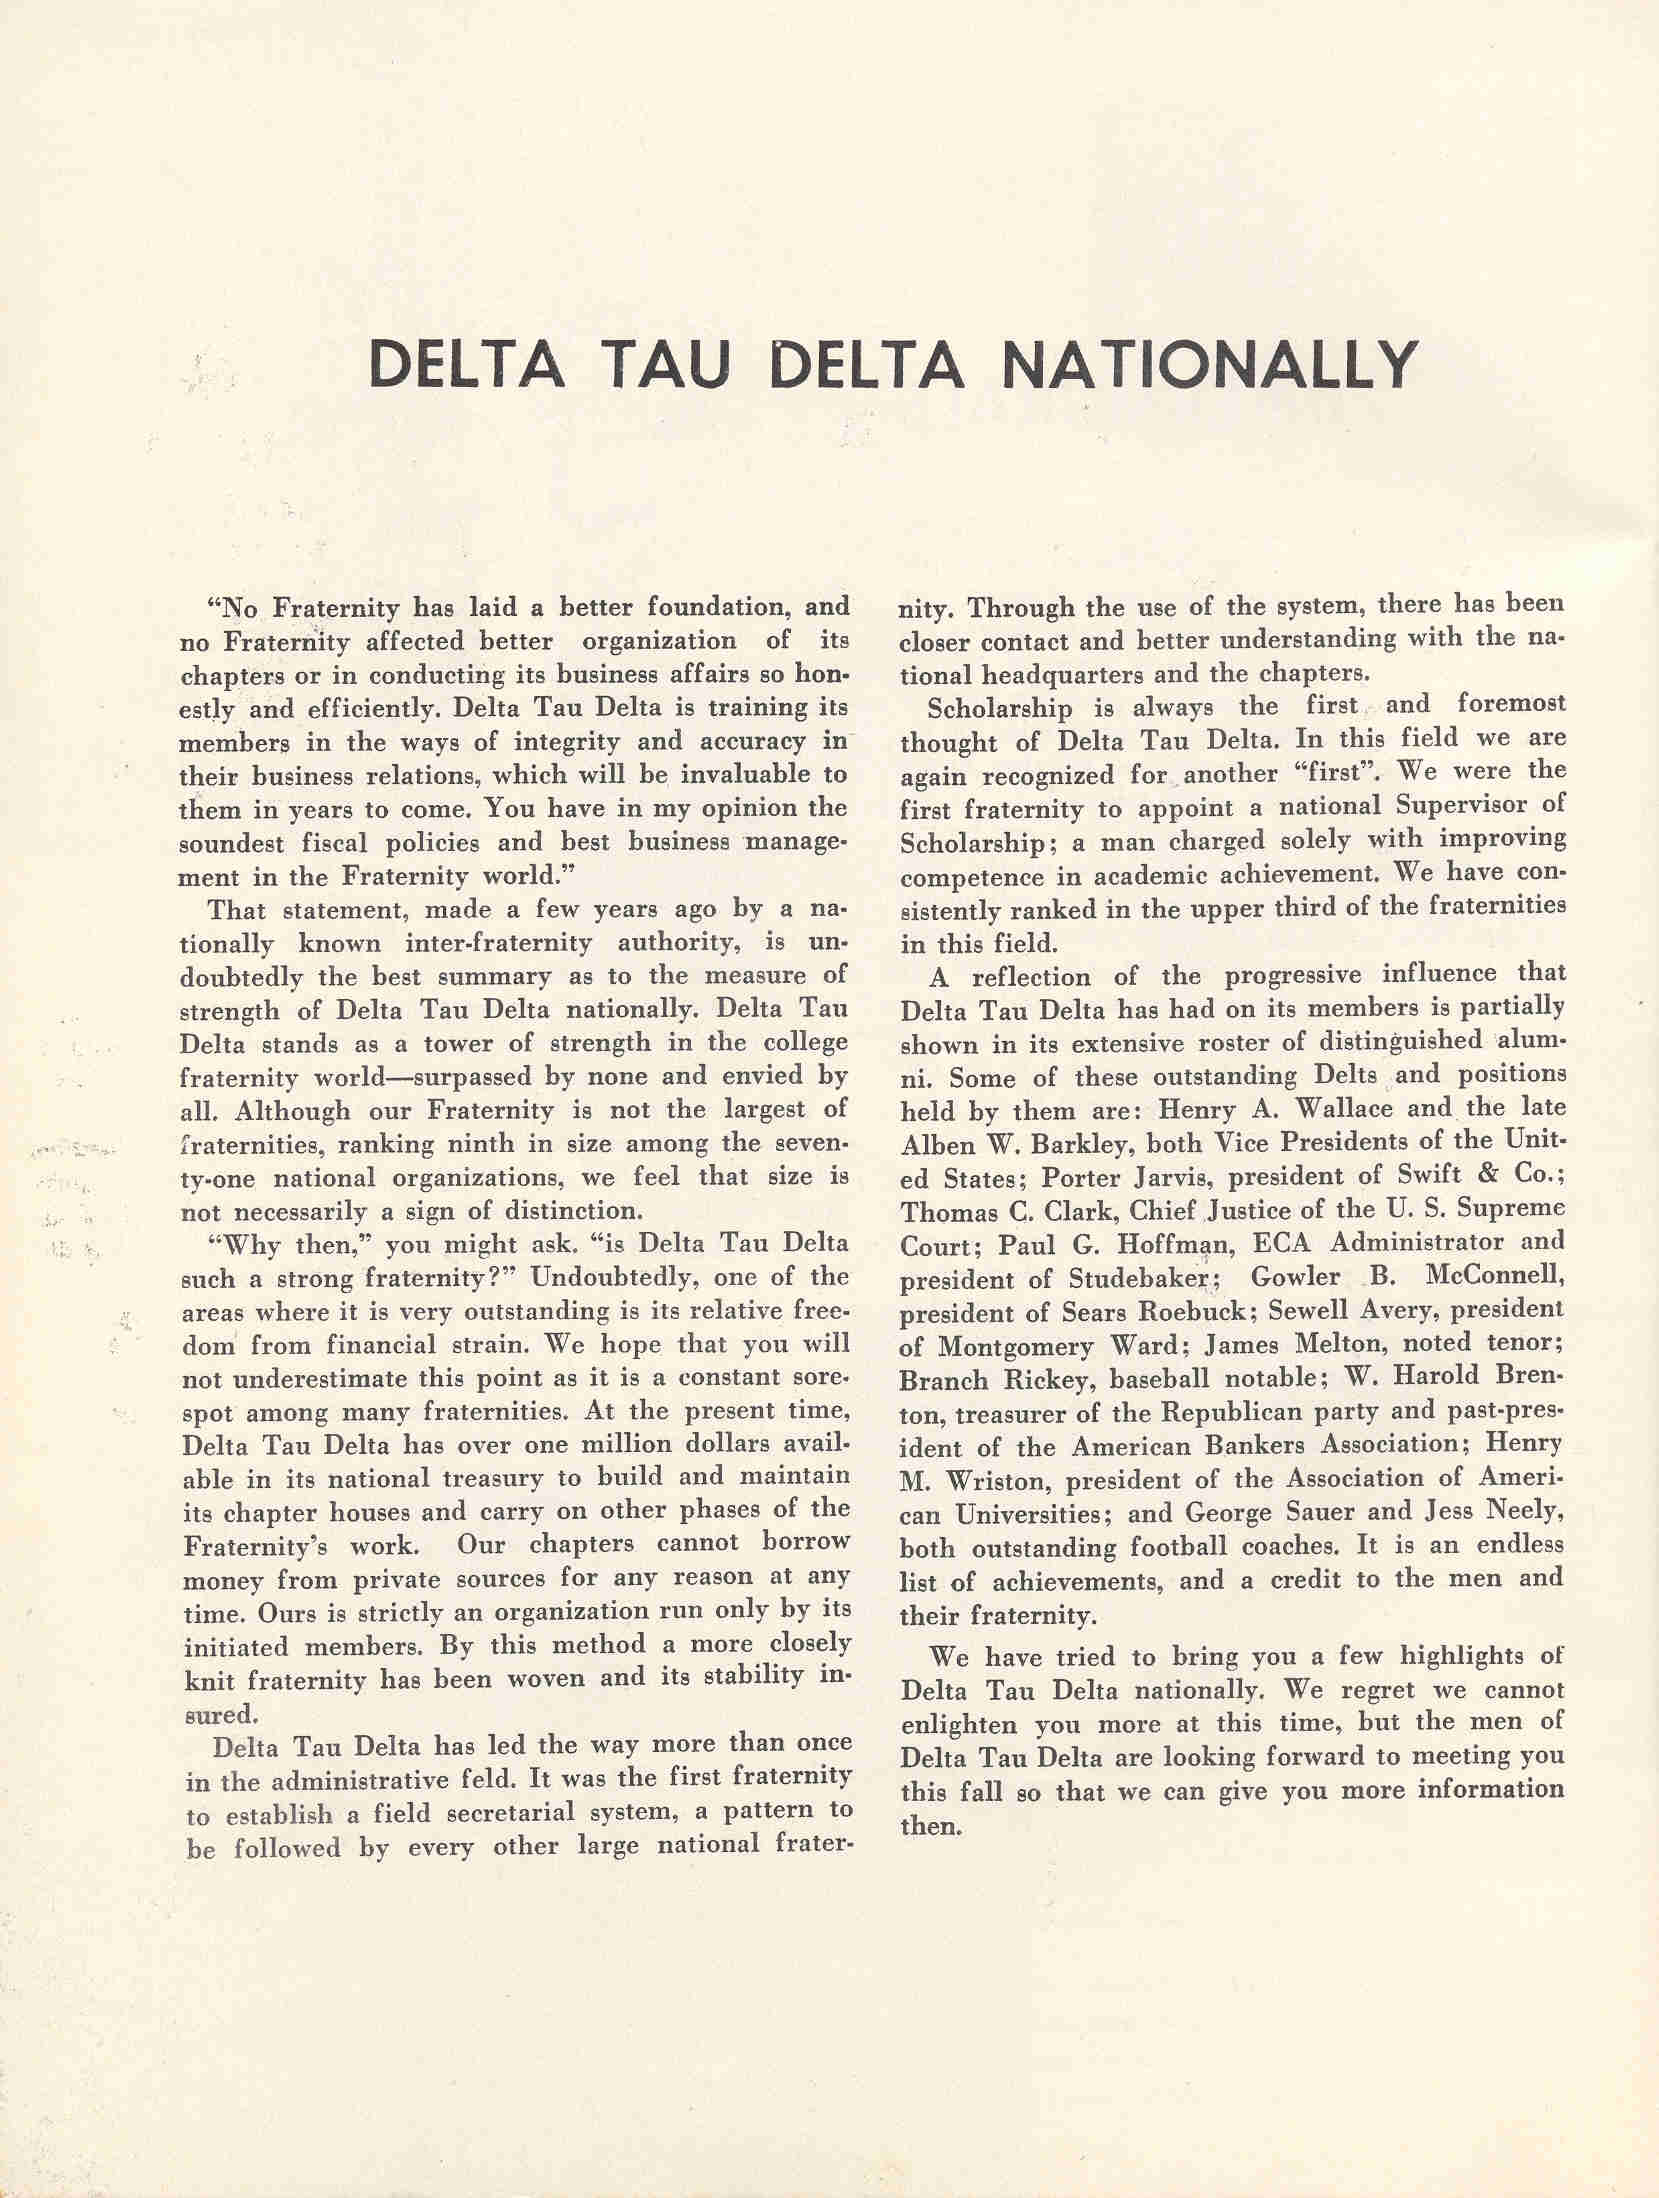 DELTA TAU DELTA NATIONALLY
“No Fraternity has laid a better foundation, and
no Fraternity affected better organization of its
chapters or in conducting its business affairs so hon-
estly and efficiently. Delta Tau Delta is training its
members in the ways of integrity and accuracy in
their business relations, which will be invaluable to
them in years to come. You have in my opinion the
soundest fiscal policies and best business manage-
ment in the Fraternity world.”
That statement, made a few years ago by a na-
tionally known inter-fraternity authority, is un-
doubtedly the best summary as to the measure of
strength of Delta Tau Delta nationally. Delta Tau
Delta stands as a tower of strength in the college
fraternity world—surpassed by none and envied by
all. Although our Fraternity is not the largest of
fraternities, ranking ninth in size among the seven-
ty-one national organizations, we feel that size is
not necessarily a sign of distinction.
“Why then,” you might ask. “is Delta Tau Delta
such a strong fraternity?” Undoubtedly, one of the
areas where it is very outstanding is its relative free-
dom from financial strain. We hope that you will
not underestimate this point as it is a constant sore-
spot among many fraternities. At the present time,
Delta Tau Delta has over one million dollars avail-
able in its national treasury to build and maintain
its chapter houses and carry on other phases of the
Fraternity’s work. Our chapters cannot borrow
money from private sources for any reason at any
time. Ours is strictly an organization run only by its
initiated members. By this method a more closely
knit fraternity has been woven and its stability in-
sured.
Delta Tau Delta has led the way more than once
in the administrative feld. It was the first fraternity
to establish a field secretarial system, a pattern to
be followed by every other large national frater-
nity. Through the use of the system, there has been
closer contact and better understanding with the na-
tional headquarters and the chapters.
Scholarship is always the first and foremost
thought of Delta Tau Delta. In this field we are
again recognized for another “first”. We were the
first fraternity to appoint a national Supervisor of
Scholarship; a man charged solely with improving
competence in academic achievement. We have con-
sistently ranked in the upper third of the fraternities
in this field.
A reflection of the progressive influence that
Delta Tau Delta has had on its members is partially
shown in its extensive roster of distinguished alum-
ni. Some of these outstanding Delts and positions
held by them are: Henry A. Wallace and the late
Alben W. Barkley, both Vice Presidents of the Unit-
ed States; Porter Jarvis, president of Swift & Co.;
Thomas C. Clark, Chief Justice of the U. S. Supreme
Court; Paul G. Hoffman, ECA Administrator and
president of Studebaker; Gowler B. McConnell,
president of Sears Roebuck; Sewell Avery, president
of Montgomery Ward; James Melton, noted tenor;
Branch Rickey, baseball notable; W. Harold Bren-
ton, treasurer of the Republican party and past-pres-
ident of the American Bankers Association; Henry
M. Wriston, president of the Association of Ameri-
can Universities; and George Sauer and Jess Neely,
both outstanding football coaches. It is an endless
list of achievements, and a credit to the men and
their fraternity.
We have tried to bring you a few highlights of
Delta Tau Delta nationally. We regret we cannot
enlighten you more at this time, but the men of
Delta Tau Delta are looking forward to meeting you
this fall so that we can give you more information
then.